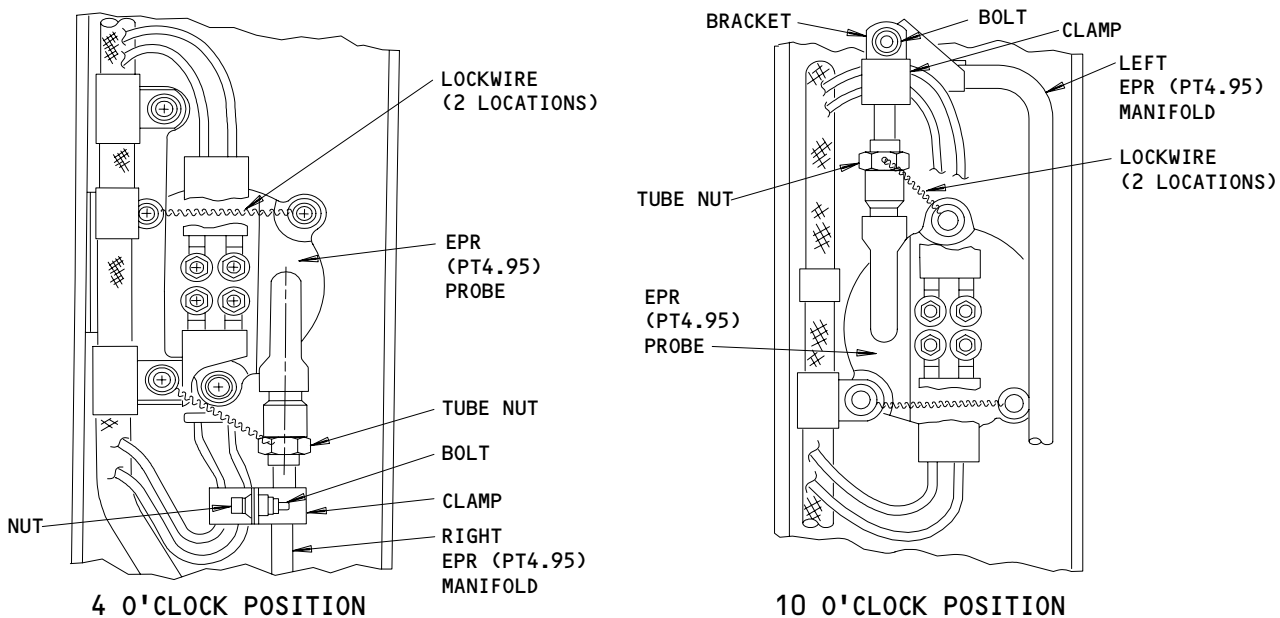 LOCKWIRE
(2 LOCATIONS)
EPR
(PT4.95)
PROBE
TUBE NUT
BOLT
CLAMP
NUT
RIGHT
EPR (PT4.95)
MANIFOLD
4 O'CLOCK POSITION
BRACKET
BOLT
CLAMP
LEFT
EPR (PT4.95)
MANIFOLD
LOCKWIRE
(2 LOCATIONS)
TUBE NUT
EPR
(PT4.95)
PROBE
10 O'CLOCK POSITION